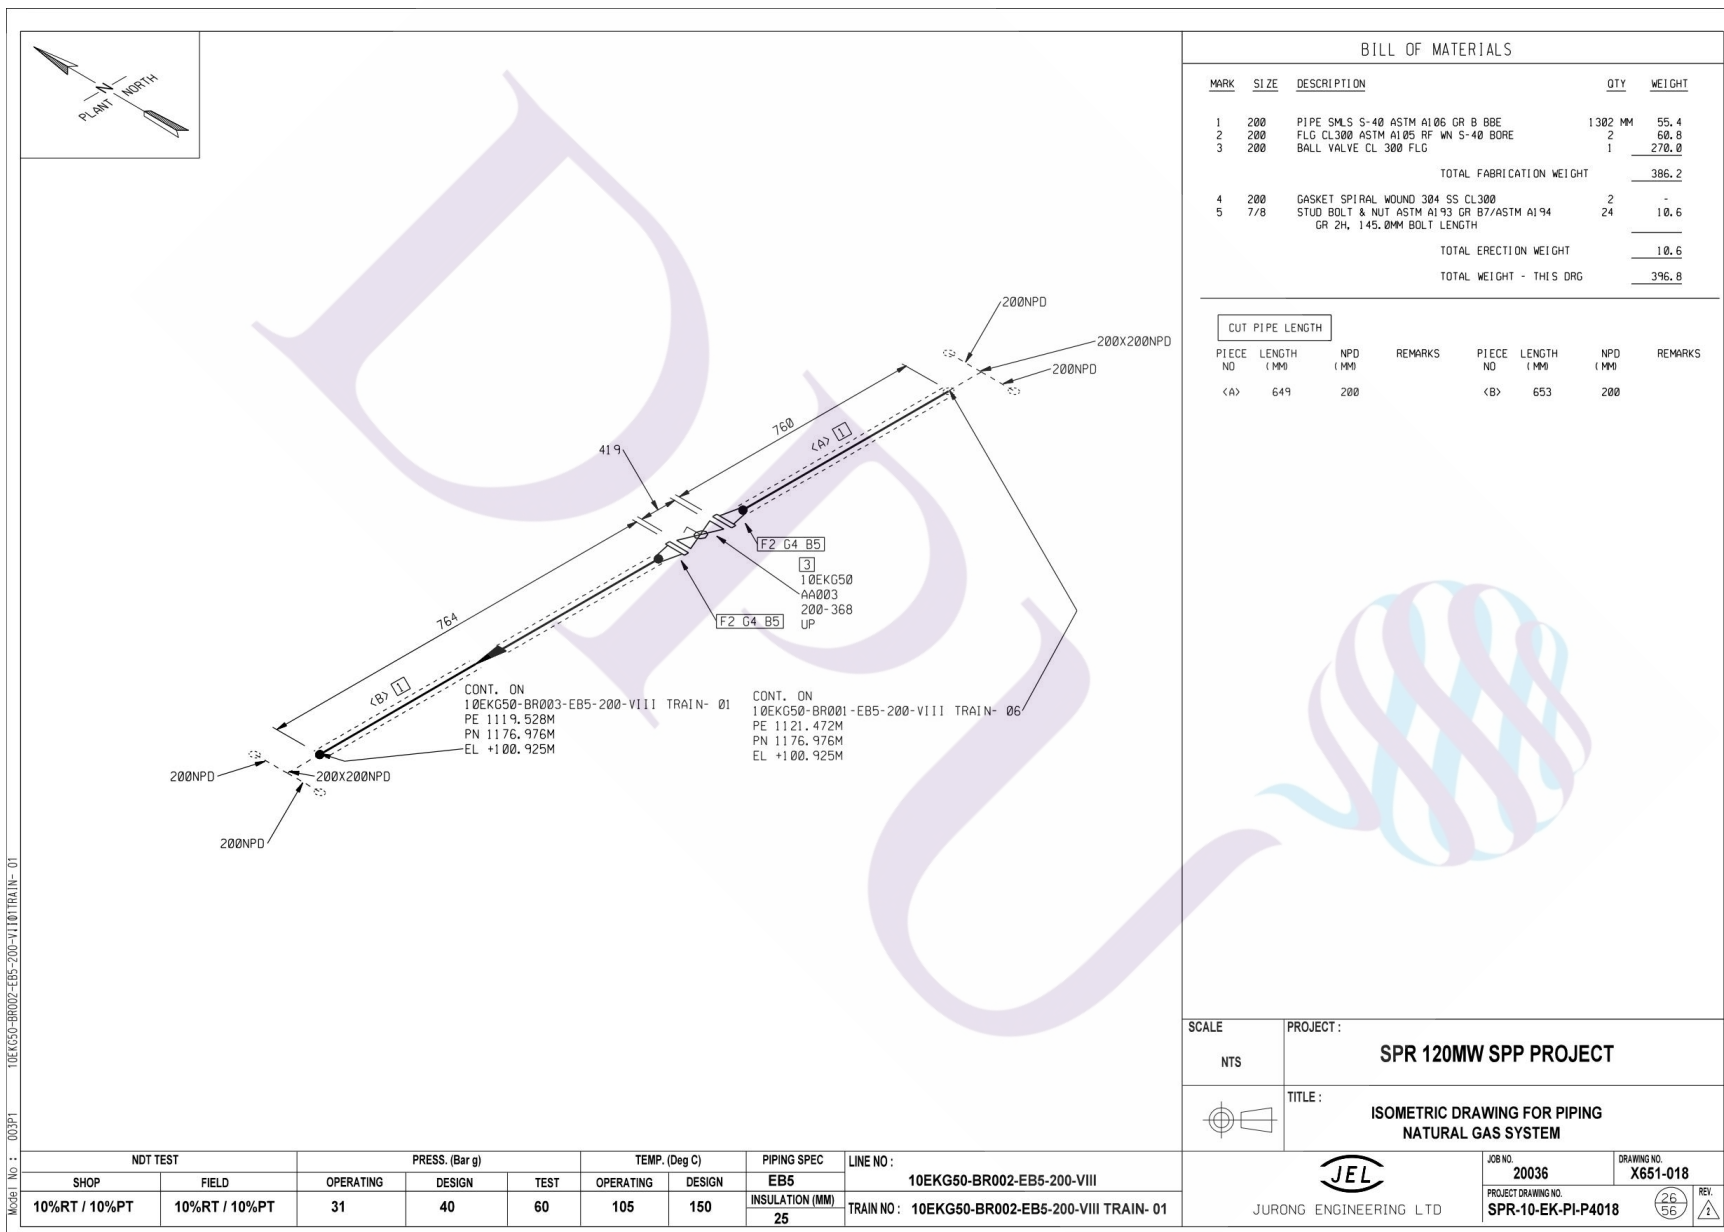 PLANT NORTH
N
BILL OF MATERIALS
MARK SIZE DESCRIPTION QTY WEIGHT
1 200 PIPE SMLS S-40 ASTM A106 GR B BBE 1302 MM 55.4
2 200 FLG CL300 ASTM A105 RF WN S-40 BORE 2 60.8
3 200 BALL VALVE CL 300 FLG 1 270.0
TOTAL FABRICATION WEIGHT 386.2
4 200 GASKET SPIRAL WOUND 304 SS CL300 2 -
5 7/8 STUD BOLT & NUT ASTM A193 GR B7/ASTM A194 24 10.6
GR 2H, 145.0MM BOLT LENGTH
TOTAL ERECTION WEIGHT 10.6
TOTAL WEIGHT - THIS DRG 396.8
CUT PIPE LENGTH
PIECE LENGTH NPD REMARKS PIECE LENGTH NPD REMARKS
NO (MM) (MM) NO (MM) (MM)
<A> 649 200 <B> 653 200
200NPD
200X200NPD
200NPD
760
<A> 1
419
F2 G4 B5
3
10EKG50
AA003
200-368
UP
F2 G4 B5
764
<B> 1
CONT. ON
10EKG50-BR003-EB5-200-VIII TRAIN- 01
PE 1119.528M
PN 1176.976M
EL +100.925M
CONT. ON
10EKG50-BR001-EB5-200-VIII TRAIN- 06
PE 1121.472M
PN 1176.976M
EL +100.925M
200NPD
200X200NPD
200NPD
DPU
SCALE
NTS
PROJECT :
SPR 120MW SPP PROJECT
TITLE :
ISOMETRIC DRAWING FOR PIPING
NATURAL GAS SYSTEM
NDT TEST PRESS. (Bar g) TEMP. (Deg C) PIPING SPEC LINE NO :
SHOP FIELD OPERATING DESIGN TEST OPERATING DESIGN EB5 10EKG50-BR002-EB5-200-VIII
10%RT / 10%PT 10%RT / 10%PT 31 40 60 105 150 INSULATION (MM) 25 TRAIN NO : 10EKG50-BR002-EB5-200-VIII TRAIN- 01
JEL
JURONG ENGINEERING LTD
JOB NO.
20036
DRAWING NO.
X651-018
PROJECT DRAWING NO.
SPR-10-EK-PI-P4018
26
56
REV.
2
Model No : 003P1